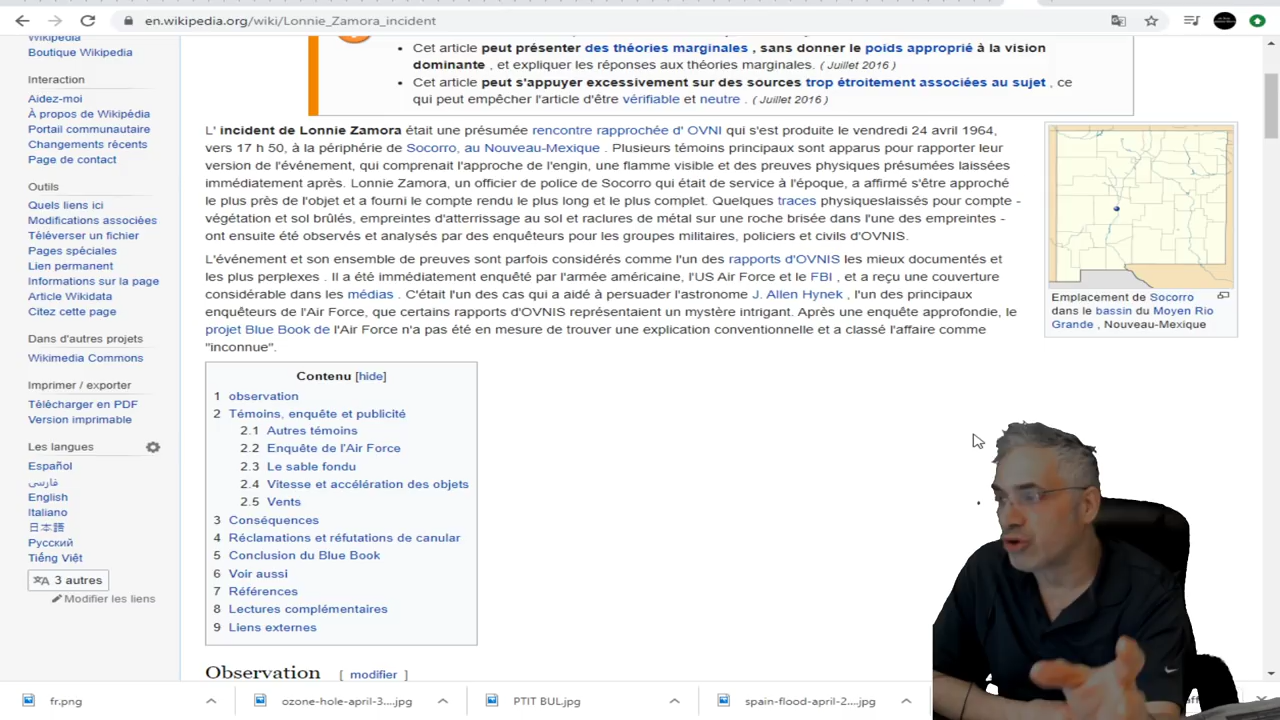 en.wikipedia.org/wiki/Lonnie_Zamora_incident
Wikipedia
Boutique Wikipedia
Interaction
Aidez-moi
À propos de Wikipédia
Portail communautaire
Changements récents
Page de contact
Outils
Quels liens ici
Modifications associées
Téléverser un fichier
Pages spéciales
Lien permanent
Informations sur la page
Article Wikidata
Citez cette page
Dans d'autres projets
Wikimedia Commons
Imprimer / exporter
Télécharger en PDF
Version imprimable
Les langues
Español
فارسی
English
Italiano
日本語
Русский
Tiếng Việt
3 autres
Modifier les liens
Cet article peut présenter des théories marginales , sans donner le poids approprié à la vision
dominante , et expliquer les réponses aux théories marginales. ( Juillet 2016 )
Cet article peut s'appuyer excessivement sur des sources trop étroitement associées au sujet , ce
qui peut empêcher l'article d'être vérifiable et neutre . ( Juillet 2016 )
L' incident de Lonnie Zamora était une présumée rencontre rapprochée d' OVNI qui s'est produite le vendredi 24 avril 1964,
vers 17 h 50, à la périphérie de Socorro, au Nouveau-Mexique . Plusieurs témoins principaux sont apparus pour rapporter leur
version de l'événement, qui comprenait l'approche de l'engin, une flamme visible et des preuves physiques présumées laissées
immédiatement après. Lonnie Zamora, un officier de police de Socorro qui était de service à l'époque, a affirmé s'être approché
le plus près de l'objet et a fourni le compte rendu le plus long et le plus complet. Quelques traces physiqueslaissés pour compte -
végétation et sol brûlés, empreintes d'atterrissage au sol et raclures de métal sur une roche brisée dans l'une des empreintes -
ont ensuite été observés et analysés par des enquêteurs pour les groupes militaires, policiers et civils d'OVNIS.
L'événement et son ensemble de preuves sont parfois considérés comme l'un des rapports d'OVNIS les mieux documentés et
les plus perplexes . Il a été immédiatement enquêté par l'armée américaine, l'US Air Force et le FBI , et a reçu une couverture
considérable dans les médias . C'était l'un des cas qui a aidé à persuader l'astronome J. Allen Hynek , l'un des principaux
enquêteurs de l'Air Force, que certains rapports d'OVNIS représentaient un mystère intrigant. Après une enquête approfondie, le
projet Blue Book de l'Air Force n'a pas été en mesure de trouver une explication conventionnelle et a classé l'affaire comme
"inconnue".
Emplacement de Socorro
dans le bassin du Moyen Rio
Grande , Nouveau-Mexique
Contenu [hide]
1 observation
2 Témoins, enquête et publicité
2.1 Autres témoins
2.2 Enquête de l'Air Force
2.3 Le sable fondu
2.4 Vitesse et accélération des objets
2.5 Vents
3 Conséquences
4 Réclamations et réfutations de canular
5 Conclusion du Blue Book
6 Voir aussi
7 Références
8 Lectures complémentaires
9 Liens externes
Observation [ modifier ]
fr.png
ozone-hole-april-3....jpg
PTIT BUL.jpg
spain-flood-april-2....jpg